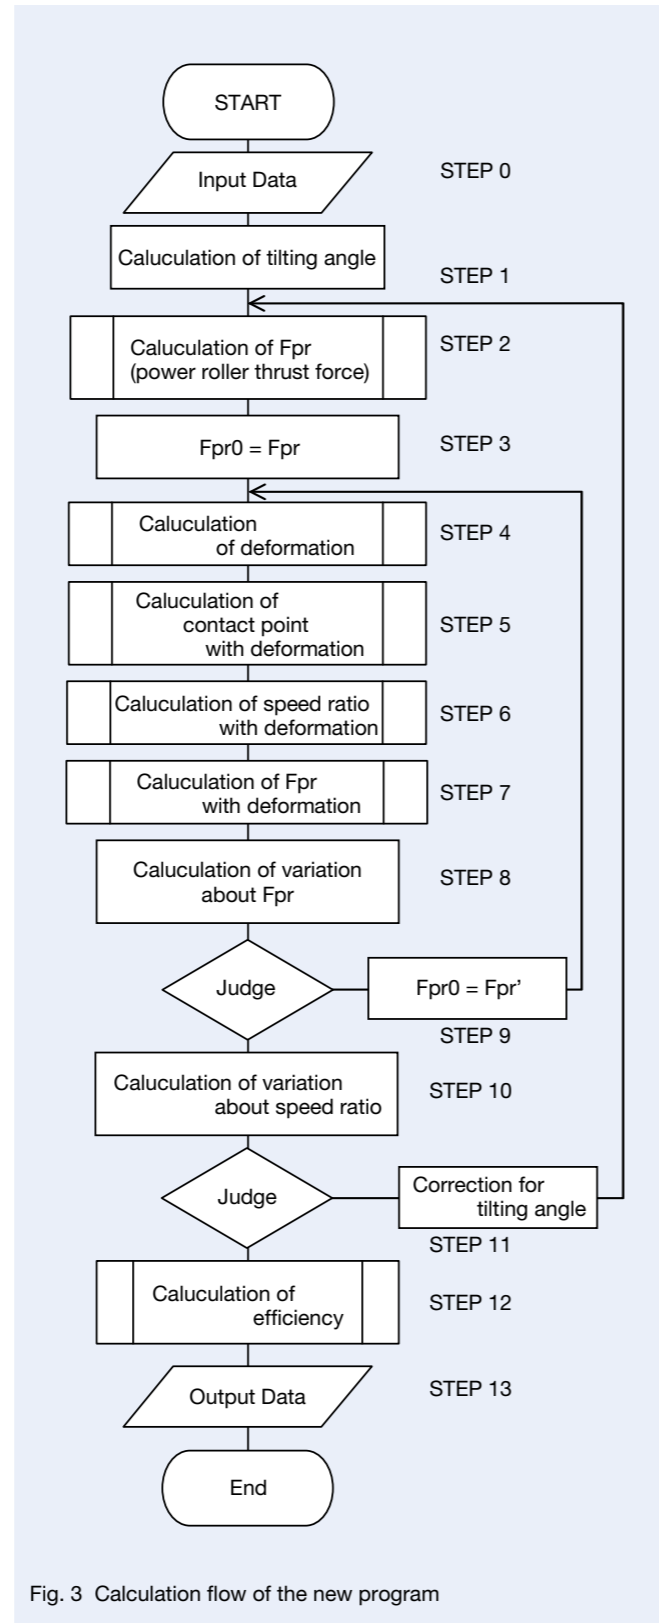 START
Input Data
STEP 0
Caluculation of tilting angle
STEP 1
Caluculation of Fpr
(power roller thrust force)
STEP 2
Fpr0 = Fpr
STEP 3
Caluculation
of deformation
STEP 4
Caluculation of
contact point
with deformation
STEP 5
Caluculation of speed ratio
with deformation
STEP 6
Caluculation of Fpr
with deformation
STEP 7
Caluculation of variation
about Fpr
STEP 8
Judge
Fpr0 = Fpr’
STEP 9
Caluculation of variation
about speed ratio
STEP 10
Judge
Correction for
tilting angle
STEP 11
Caluculation of
efficiency
STEP 12
Output Data
STEP 13
End
Fig. 3 Calculation flow of the new program